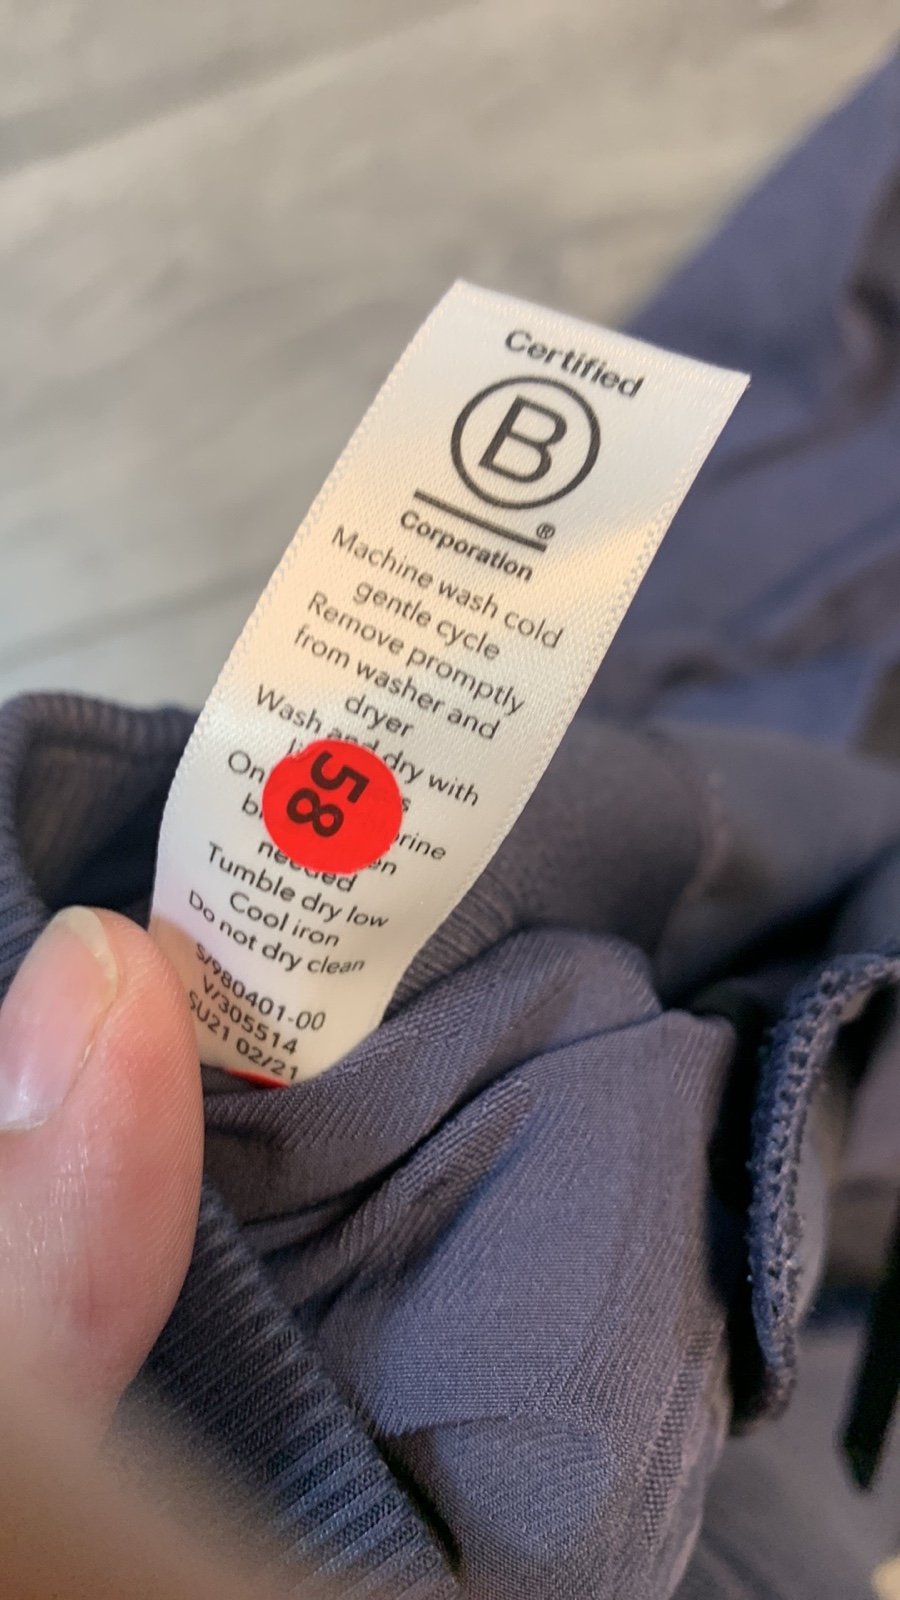 Certified
B
Corporation ®
Machine wash cold
gentle cycle
Remove promptly
from washer and
dryer
Wash and dry with
On
58
needed
Tumble dry low
Cool iron
Do not dry clean
S/980401-00
V/305514
SU21 02/21